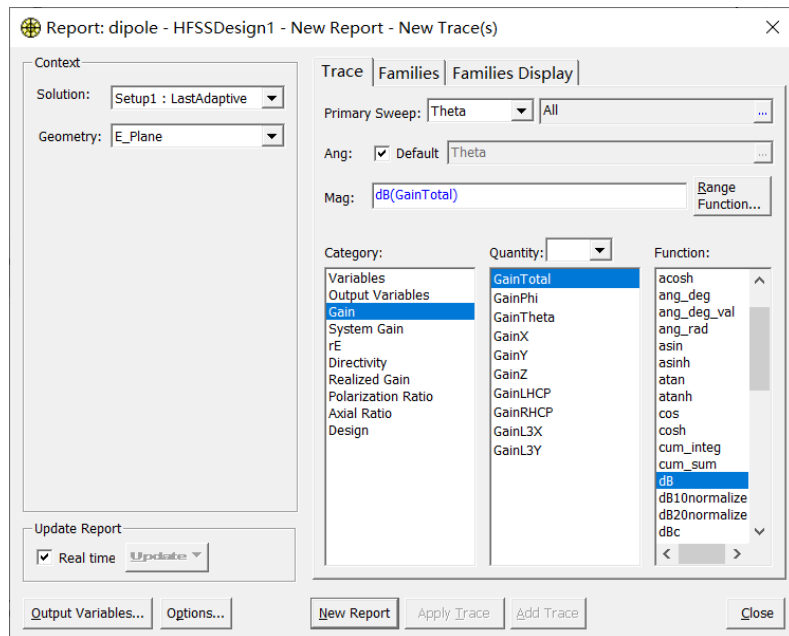 Report: dipole - HFSSDesign1 - New Report - New Trace(s)
Context
Solution: Setup1 : LastAdaptive
Geometry: E_Plane
Update Report
Real time Update
Output Variables... Options...
Trace Families Families Display
Primary Sweep: Theta All ...
Ang: Default Theta ...
Mag: dB(GainTotal) Range Function...
Category:
Variables
Output Variables
Gain
System Gain
rE
Directivity
Realized Gain
Polarization Ratio
Axial Ratio
Design
Quantity:
GainTotal
GainPhi
GainTheta
GainX
GainY
GainZ
GainLHCP
GainRHCP
GainL3X
GainL3Y
Function:
acosh
ang_deg
ang_deg_val
ang_rad
asin
asinh
atan
atanh
cos
cosh
cum_integ
cum_sum
dB
dB10normalize
dB20normalize
dBc
New Report Apply Trace Add Trace Close